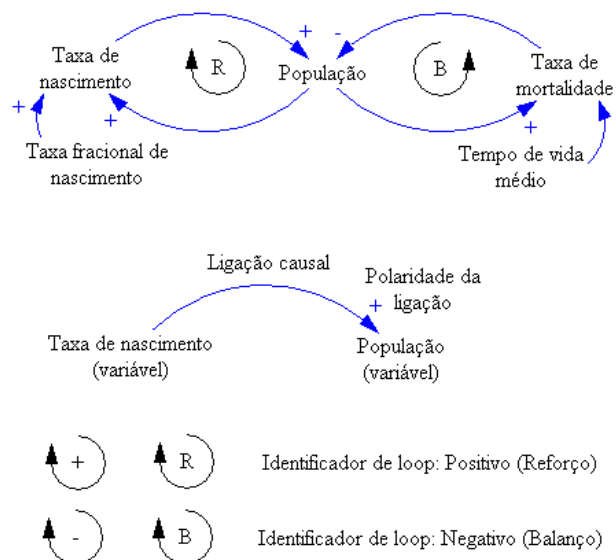 Taxa de
nascimento
+
R
+
-
População
B
Taxa de
mortalidade
+
+
+
Taxa fracional de
nascimento
Tempo de vida
médio
Ligação causal
Polaridade da
+
ligação
Taxa de nascimento
(variável)
População
(variável)
+
R
Identificador de loop: Positivo (Reforço)
-
B
Identificador de loop: Negativo (Balanço)